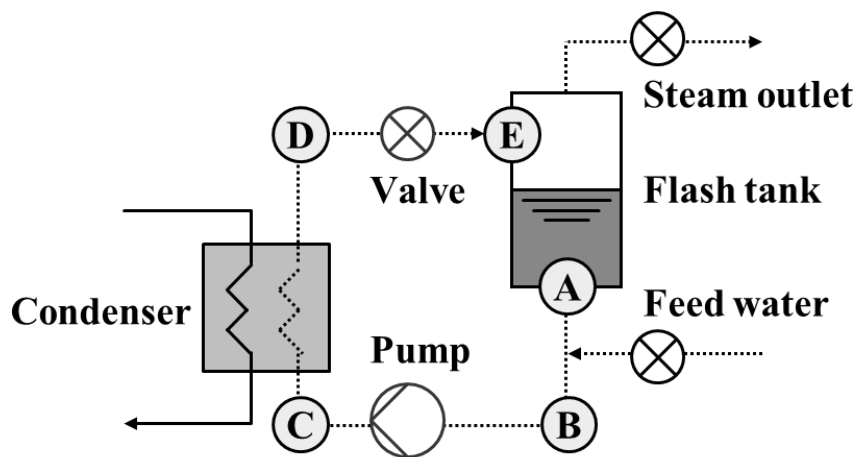 Steam outlet
D
E
Valve
Flash tank
A
Condenser
Feed water
Pump
C
B